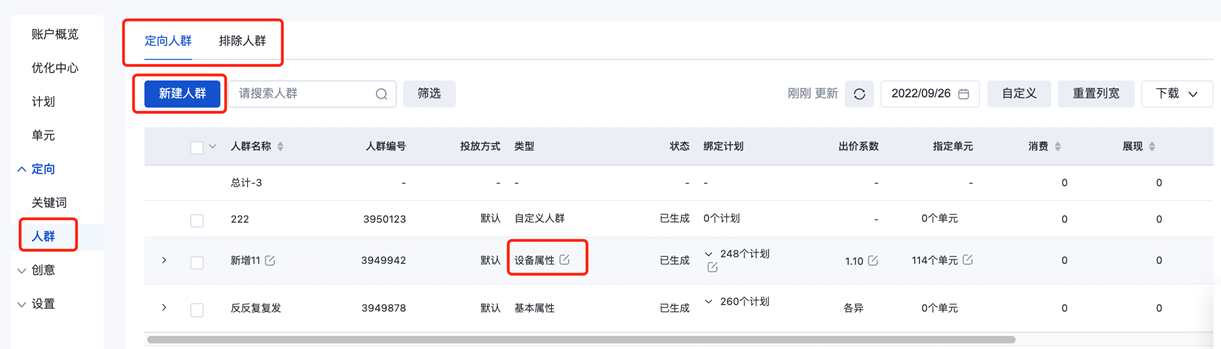 账户概览
优化中心
计划
单元
定向
关键词
人群
创意
设置
定向人群 排除人群
新建人群 请搜索人群 筛选 刚刚 更新 2022/09/26 自定义 重置列宽 下载
人群名称 人群编号 投放方式 类型 状态 绑定计划 出价系数 指定单元 消费 展现
总计-3 - - - - - - - 0 0
222 3950123 默认 自定义人群 已生成 0个计划 - 0个单元 0 0
新增11 3949942 默认 设备属性 已生成 248个计划 1.10 114个单元 0 0
反反复复发 3949878 默认 基本属性 已生成 260个计划 各异 0个单元 0 0